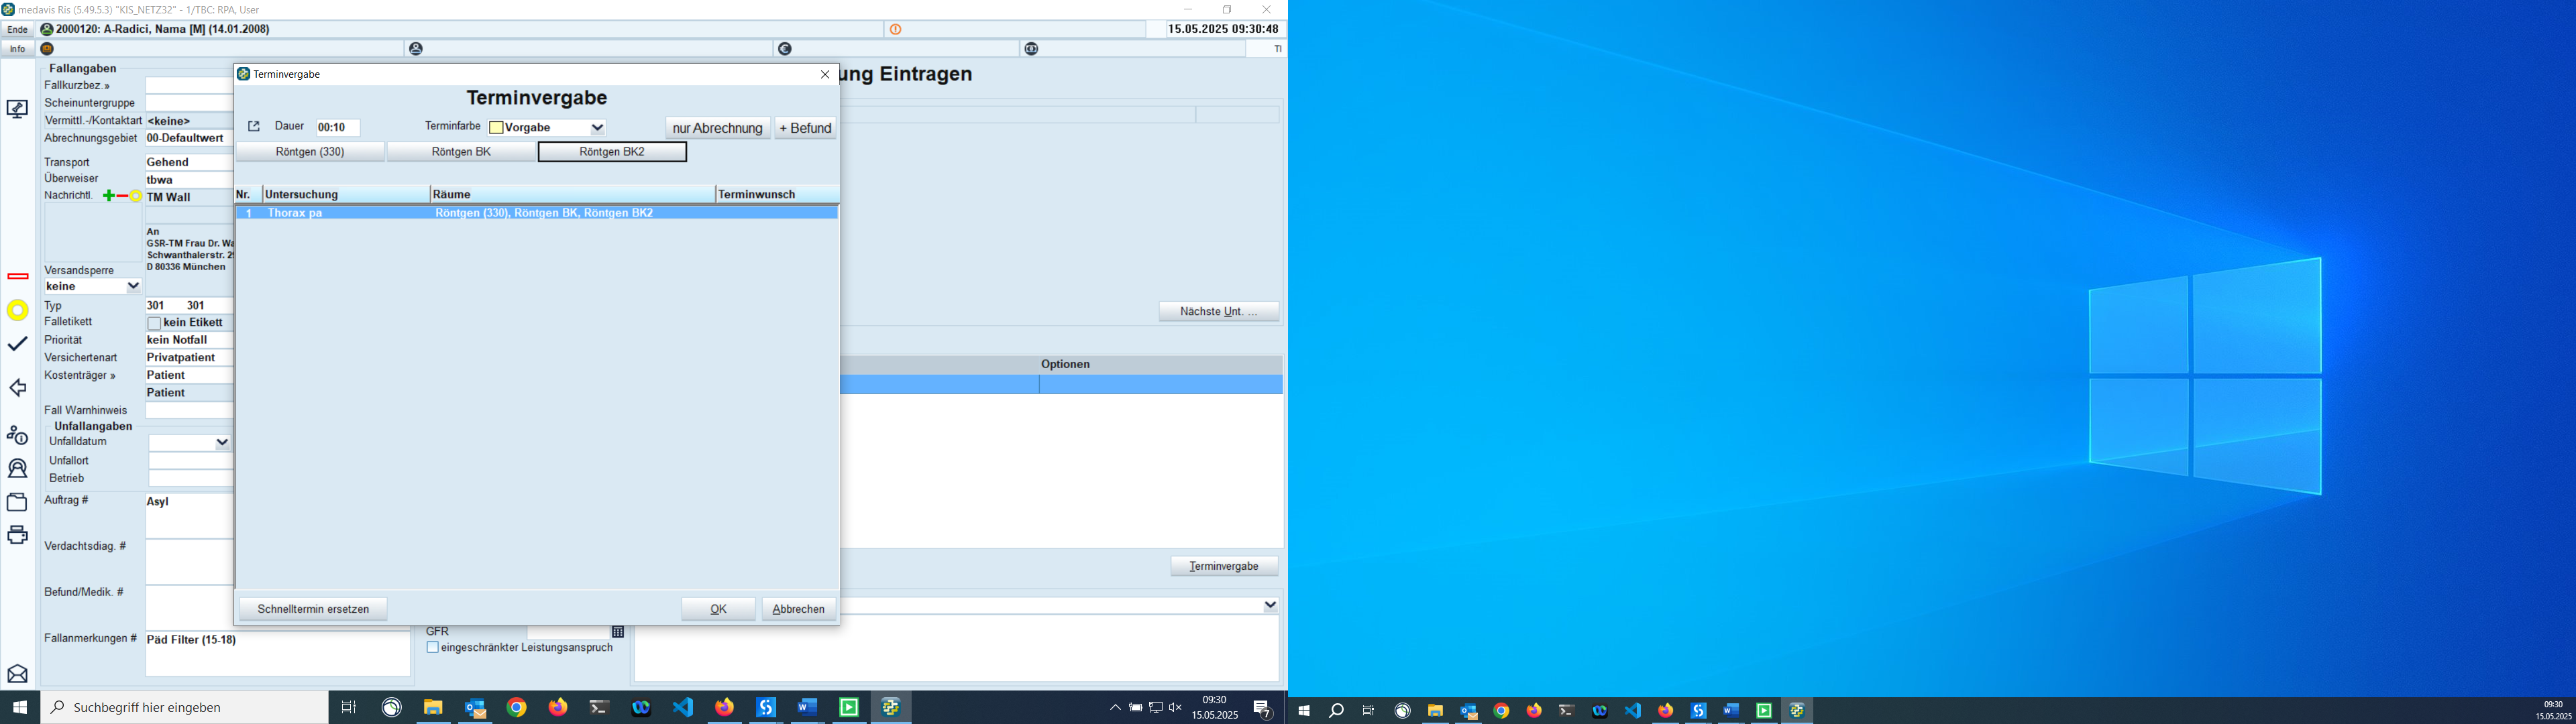 medavis Ris (5.49.5.3) "KIS_NETZ32" - 1/TBC: RPA, User
Ende
2000120: A-Radici, Nama [M] (14.01.2008)
15.05.2025 09:30:48
Info
TI
Fallangaben
ung Eintragen
Fallkurzbez.»
Scheinuntergruppe
Vermittl.-/Kontaktart <keine>
Abrechnungsgebiet 00-Defaultwert
Transport Gehend
Überweiser tbwa
Nachrichtl. TM Wall
An
GSR-TM Frau Dr. Wa
Schwanthalerstr. 29
D 80336 München
Versandsperre
keine
Typ 301 301
Falletikett kein Etikett
Priorität kein Notfall
Versichertenart Privatpatient
Kostenträger » Patient
Patient
Fall Warnhinweis
Unfallangaben
Unfalldatum
Unfallort
Betrieb
Auftrag # Asyl
Verdachtsdiag. #
Befund/Medik. #
Fallanmerkungen # Päd Filter (15-18)
Terminvergabe
Terminvergabe
Dauer 00:10
Terminfarbe Vorgabe
nur Abrechnung
+ Befund
Röntgen (330)
Röntgen BK
Röntgen BK2
Nr. Untersuchung Räume Terminwunsch
1 Thorax pa Röntgen (330), Röntgen BK, Röntgen BK2
Schnelltermin ersetzen
OK
Abbrechen
Nächste Unt. ...
Optionen
Terminvergabe
GFR
eingeschränkter Leistungsanspruch
Suchbegriff hier eingeben
09:30
15.05.2025
7
09:30
15.05.2025